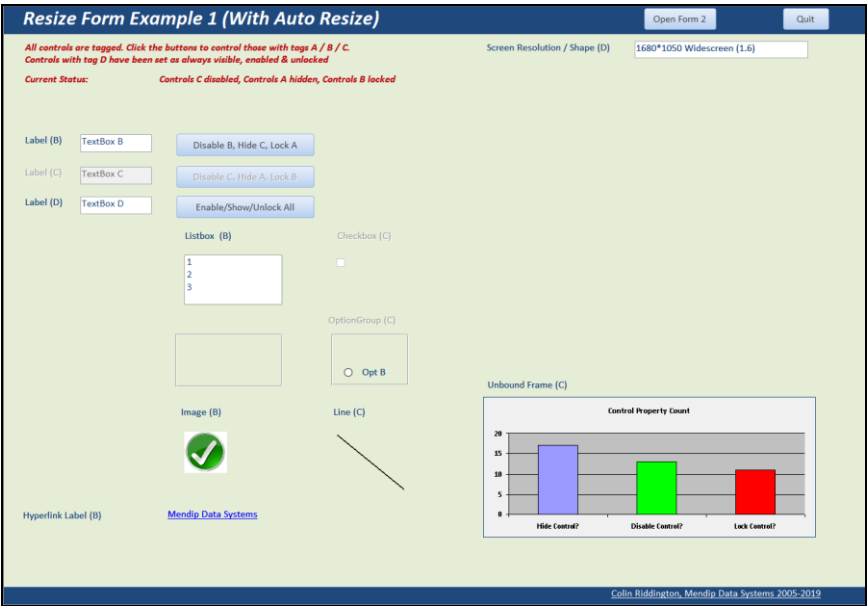 Resize Form Example 1 (With Auto Resize)
Open Form 2
Quit
All controls are tagged. Click the buttons to control those with tags A / B / C.
Controls with tag D have been set as always visible, enabled & unlocked
Screen Resolution / Shape (D)
1680*1050 Widescreen (1.6)
Current Status:
Controls C disabled, Controls A hidden, Controls B locked
Label (B)
TextBox B
Disable B, Hide C, Lock A
Label (C)
TextBox C
Disable C, Hide A, Lock B
Label (D)
TextBox D
Enable/Show/Unlock All
Listbox (B)
Checkbox (C)
1
2
3
OptionGroup (C)
Opt B
Unbound Frame (C)
Image (B)
Line (C)
Control Property Count
20
15
10
5
0
Hide Control?
Disable Control?
Lock Control?
Hyperlink Label (B)
Mendip Data Systems
Colin Riddington, Mendip Data Systems 2005-2019